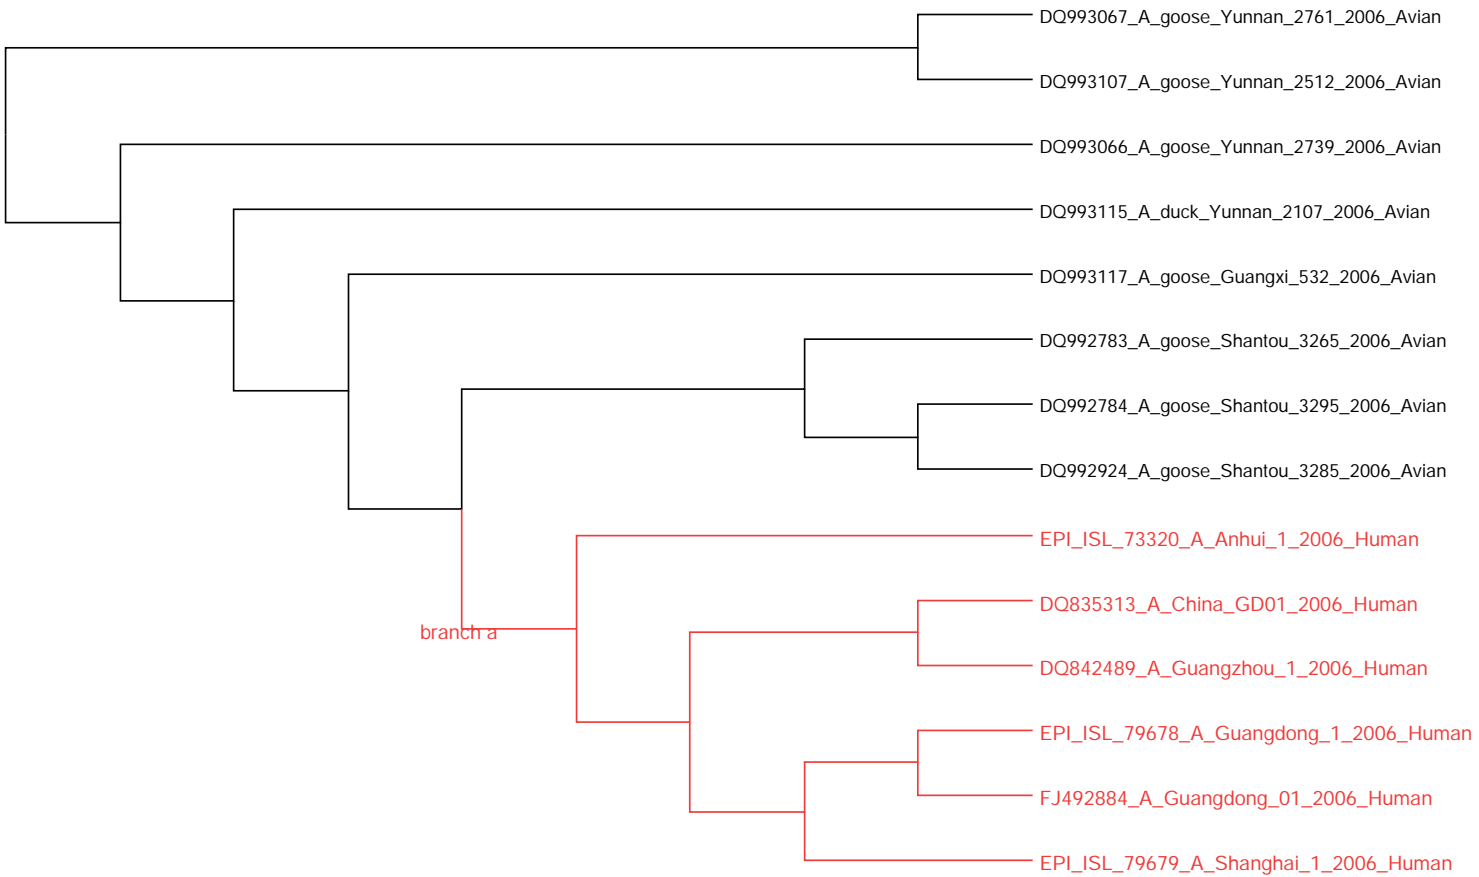 DQ993067_A_goose_Yunnan_2761_2006_Avian
DQ993107_A_goose_Yunnan_2512_2006_Avian
DQ993066_A_goose_Yunnan_2739_2006_Avian
DQ993115_A_duck_Yunnan_2107_2006_Avian
DQ993117_A_goose_Guangxi_532_2006_Avian
DQ992783_A_goose_Shantou_3265_2006_Avian
DQ992784_A_goose_Shantou_3295_2006_Avian
DQ992924_A_goose_Shantou_3285_2006_Avian
EPI_ISL_73320_A_Anhui_1_2006_Human
DQ835313_A_China_GD01_2006_Human
branch a
DQ842489_A_Guangzhou_1_2006_Human
EPI_ISL_79678_A_Guangdong_1_2006_Human
FJ492884_A_Guangdong_01_2006_Human
EPI_ISL_79679_A_Shanghai_1_2006_Human